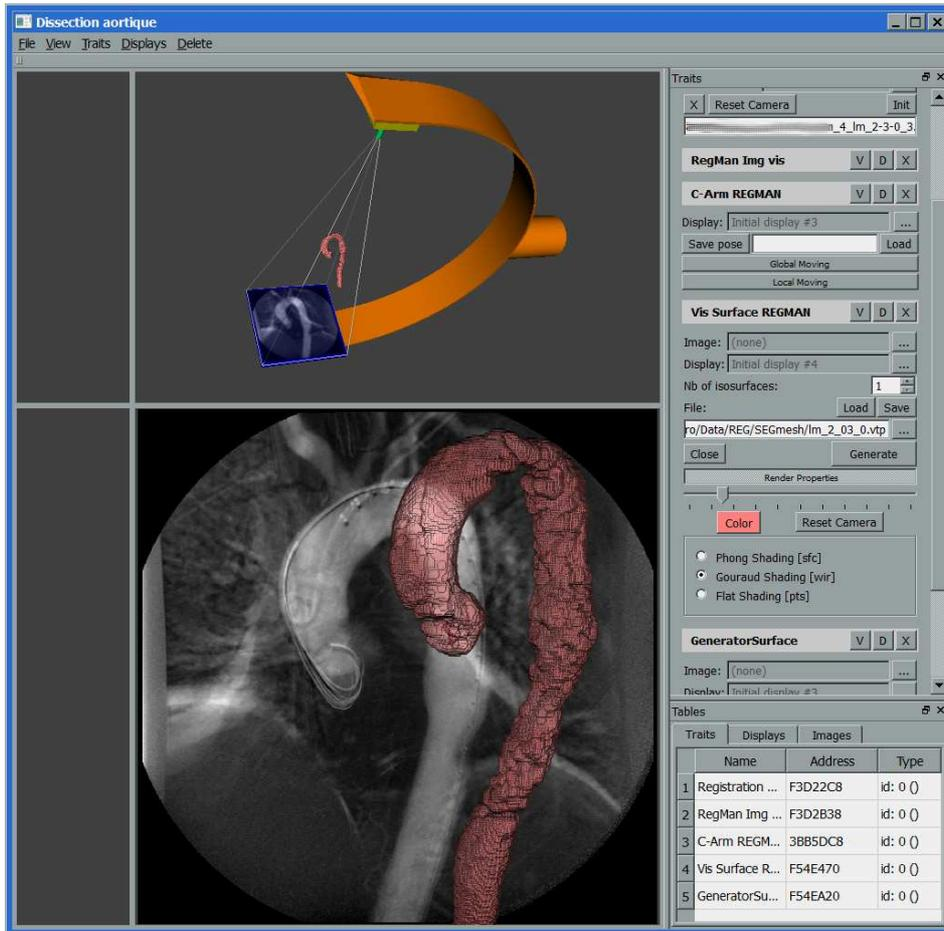 Dissection aortique
File View Traits Displays Delete
Traits
X Reset Camera Init
_4_lm_2-3-0_3.
RegMan Img vis V D X
C-Arm REGMAN V D X
Display: Initial display #3 ...
Save pose Load
Global Moving
Local Moving
Vis Surface REGMAN V D X
Image: (none) ...
Display: Initial display #4 ...
Nb of isosurfaces: 1
File: Load Save
ro/Data/REG/SEGmesh/lm_2_03_0.vtp ...
Close Generate
Render Properties
Color Reset Camera
Phong Shading [sfc]
Gouraud Shading [wir]
Flat Shading [pts]
GeneratorSurface V D X
Image: (none) ...
Display: Initial display #3
Tables
Traits Displays Images
Name Address Type
1 Registration ... F3D22C8 id: 0 ()
2 RegMan Img ... F3D2B38 id: 0 ()
3 C-Arm REGM... 3BB5DC8 id: 0 ()
4 Vis Surface R... F54E470 id: 0 ()
5 GeneratorSu... F54EA20 id: 0 ()